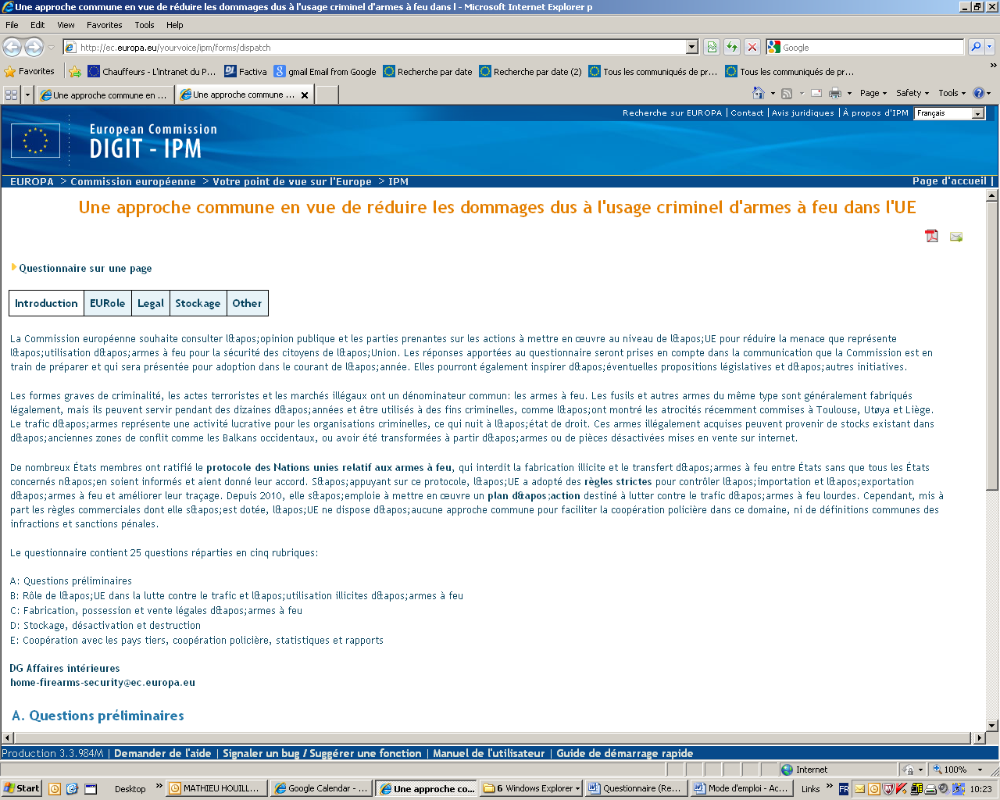 Une approche commune en vue de réduire les dommages dus à l'usage criminel d'armes à feu dans l - Microsoft Internet Explorer p
File Edit View Favorites Tools Help
http://ec.europa.eu/yourvoice/ipm/forms/dispatch
Google
Favorites
Chauffeurs - L'intranet du P...
Factiva
gmail Email from Google
Recherche par date
Recherche par date (2)
Tous les communiqués de pr...
Tous les communiqués de pr...
Une approche commune en ...
Une approche commune ...
Page Safety Tools
Recherche sur EUROPA | Contact | Avis juridiques | À propos d'IPM
Français
European Commission
DIGIT - IPM
EUROPA > Commission européenne > Votre point de vue sur l'Europe > IPM
Page d'accueil |
Une approche commune en vue de réduire les dommages dus à l'usage criminel d'armes à feu dans l'UE
Questionnaire sur une page
Introduction EURole Legal Stockage Other
La Commission européenne souhaite consulter l&apos;opinion publique et les parties prenantes sur les actions à mettre en œuvre au niveau de l&apos;UE pour réduire la menace que représente
l&apos;utilisation d&apos;armes à feu pour la sécurité des citoyens de l&apos;Union. Les réponses apportées au questionnaire seront prises en compte dans la communication que la Commission est en
train de préparer et qui sera présentée pour adoption dans le courant de l&apos;année. Elles pourront également inspirer d&apos;éventuelles propositions législatives et d&apos;autres initiatives.
Les formes graves de criminalité, les actes terroristes et les marchés illégaux ont un dénominateur commun: les armes à feu. Les fusils et autres armes du même type sont généralement fabriqués
légalement, mais ils peuvent servir pendant des dizaines d&apos;années et être utilisés à des fins criminelles, comme l&apos;ont montré les atrocités récemment commises à Toulouse, Utøya et Liège.
Le trafic d&apos;armes représente une activité lucrative pour les organisations criminelles, ce qui nuit à l&apos;état de droit. Ces armes illégalement acquises peuvent provenir de stocks existant dans
d&apos;anciennes zones de conflit comme les Balkans occidentaux, ou avoir été transformées à partir d&apos;armes ou de pièces désactivées mises en vente sur internet.
De nombreux États membres ont ratifié le protocole des Nations unies relatif aux armes à feu, qui interdit la fabrication illicite et le transfert d&apos;armes à feu entre États sans que tous les États
concernés n&apos;en soient informés et aient donné leur accord. S&apos;appuyant sur ce protocole, l&apos;UE a adopté des règles strictes pour contrôler l&apos;importation et l&apos;exportation
d&apos;armes à feu et améliorer leur traçage. Depuis 2010, elle s&apos;emploie à mettre en œuvre un plan d&apos;action destiné à lutter contre le trafic d&apos;armes à feu lourdes. Cependant, mis à
part les règles commerciales dont elle s&apos;est dotée, l&apos;UE ne dispose d&apos;aucune approche commune pour faciliter la coopération policière dans ce domaine, ni de définitions communes des
infractions et sanctions pénales.
Le questionnaire contient 25 questions réparties en cinq rubriques:
A: Questions préliminaires
B: Rôle de l&apos;UE dans la lutte contre le trafic et l&apos;utilisation illicites d&apos;armes à feu
C: Fabrication, possession et vente légales d&apos;armes à feu
D: Stockage, désactivation et destruction
E: Coopération avec les pays tiers, coopération policière, statistiques et rapports
DG Affaires intérieures
home-firearms-security@ec.europa.eu
A. Questions préliminaires
Production 3.3.984M | Demander de l'aide | Signaler un bug / Suggérer une fonction | Manuel de l'utilisateur | Guide de démarrage rapide
Internet
100%
Start
Desktop
MATHIEU HOUILL...
Google Calendar - ...
Une approche co...
6 Windows Explorer
Questionnaire (Re...
Mode d'emploi - Ac...
Links
FR
10:23